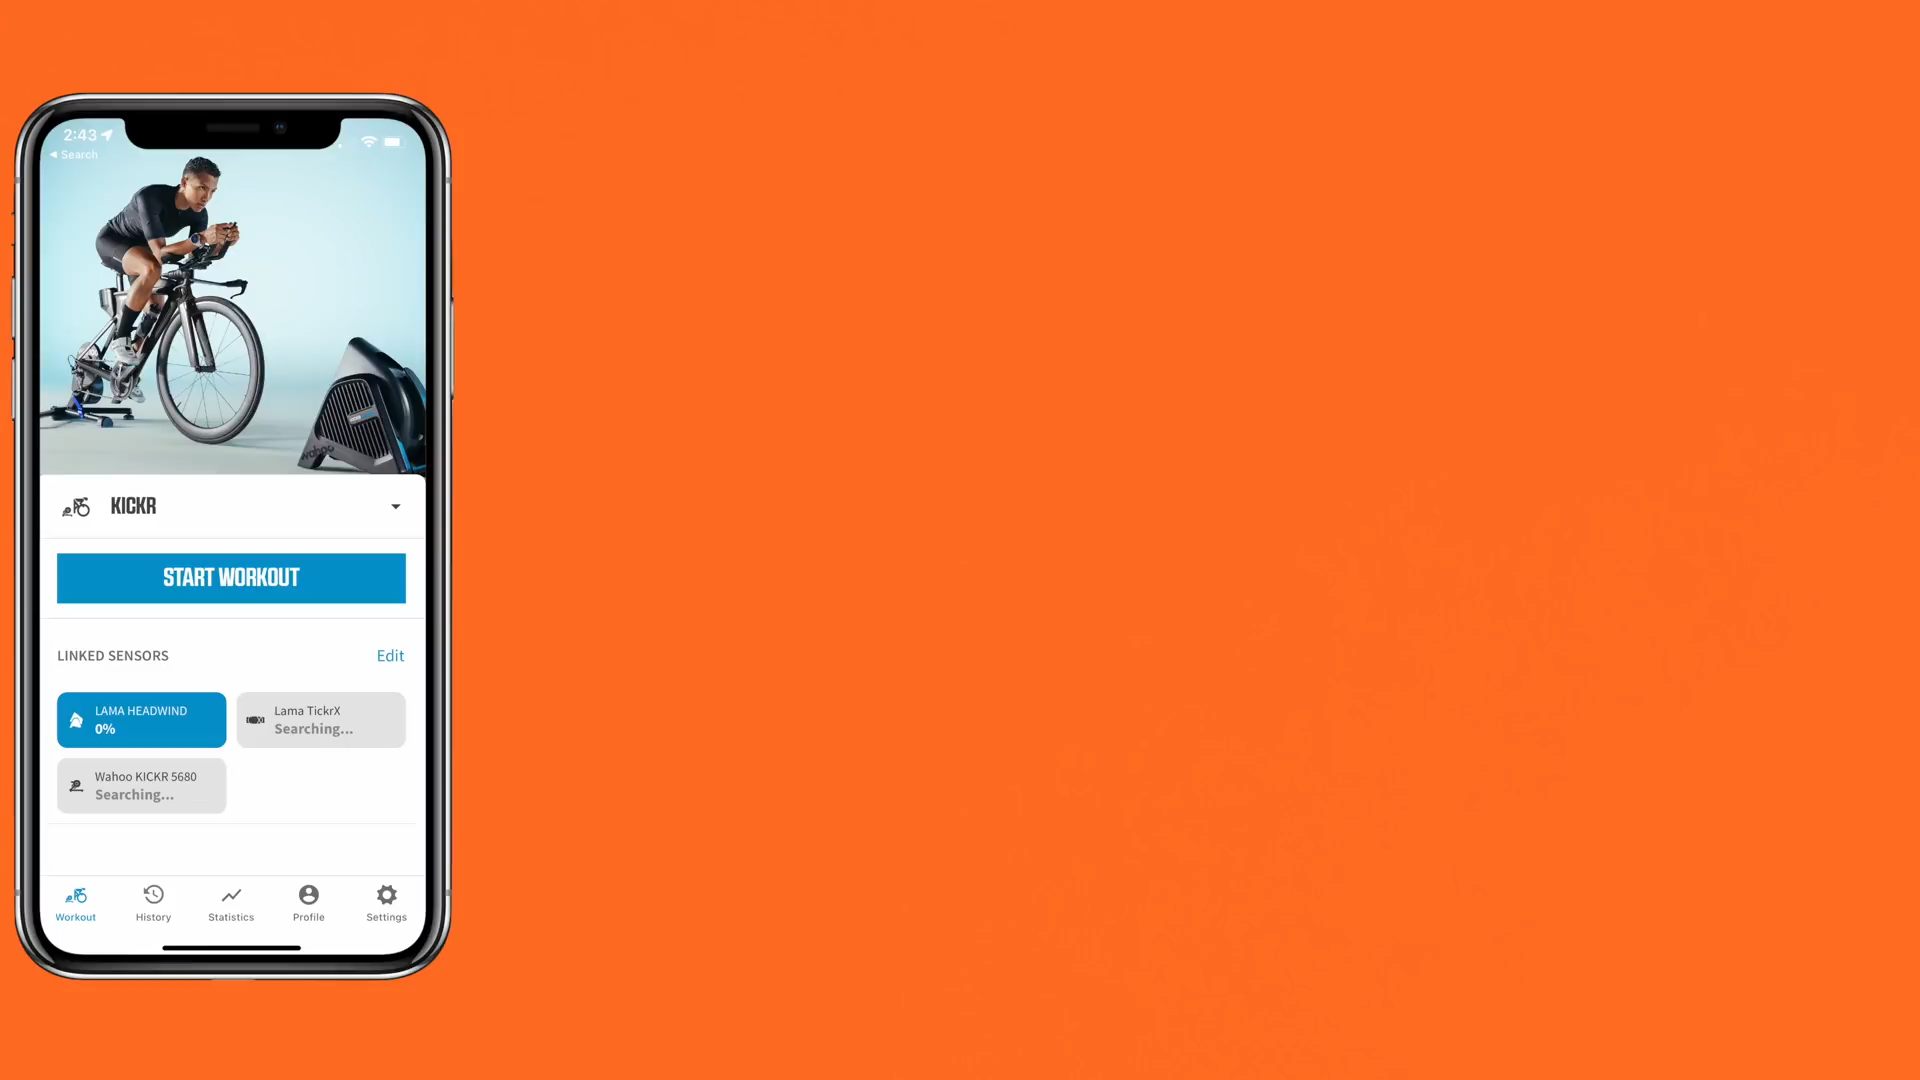 2:43
Search
wahoo
KICKR
START WORKOUT
LINKED SENSORS
Edit
LAMA HEADWIND
0%
Lama TickrX
Searching...
Wahoo KICKR 5680
Searching...
Workout
History
Statistics
Profile
Settings